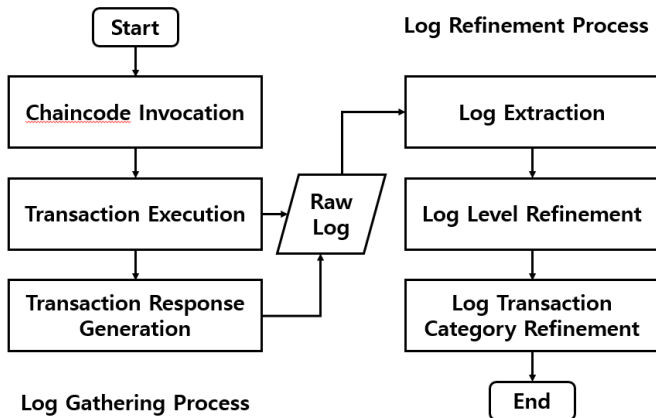 Start
Chaincode Invocation
Transaction Execution
Transaction Response
Generation
Log Gathering Process
Raw
Log
Log Refinement Process
Log Extraction
Log Level Refinement
Log Transaction
Category Refinement
End